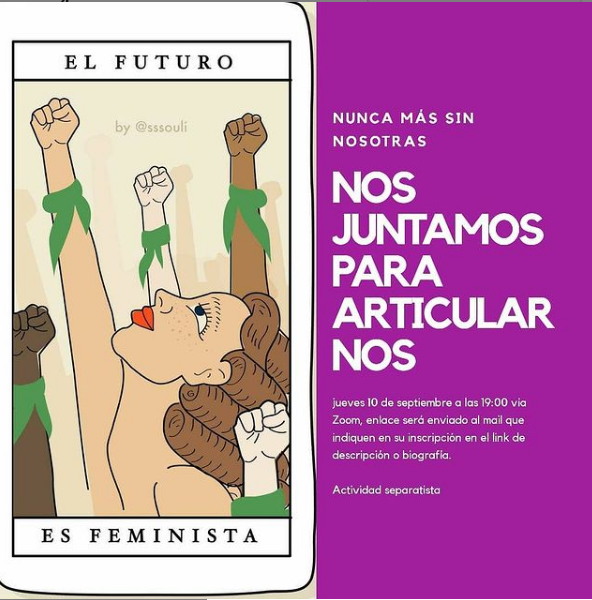 EL FUTURO
by @sssouli
ES FEMINISTA
NUNCA MÁS SIN
NOSOTRAS
NOS
JUNTAMOS
PARA
ARTICULAR
NOS
jueves 10 de septiembre a las 19:00 via
Zoom, enlace será enviado al mail que
indiquen en su inscripción en el link de
descripción o biografía.
Actividad separatista